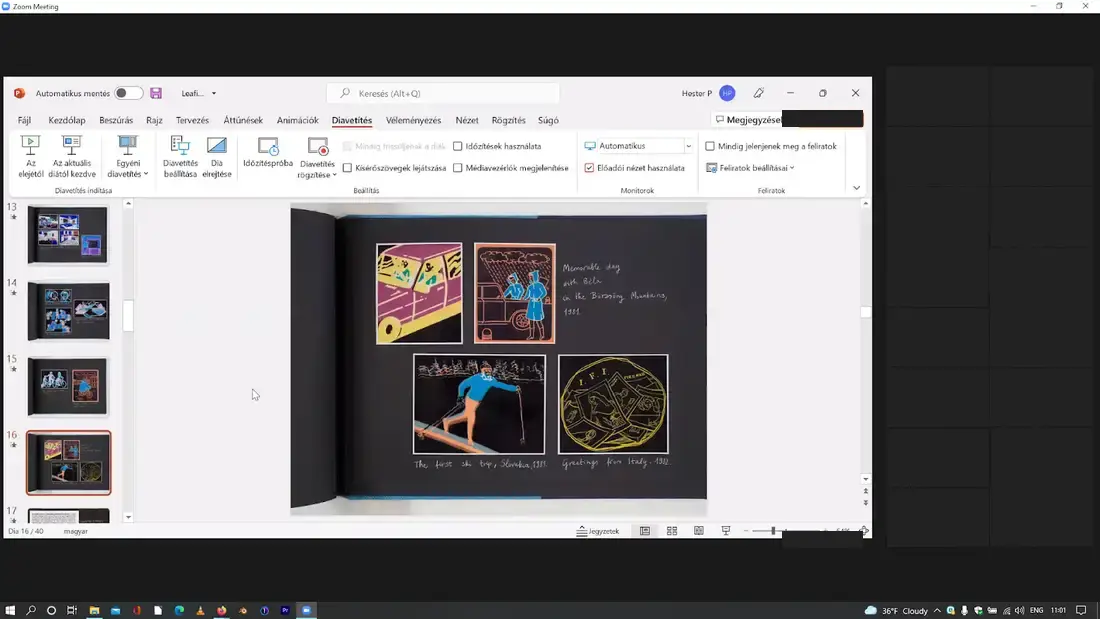 Zoom Meeting
Automatikus mentés
Leafi...
Keresés (Alt+Q)
Hester P
HP
Fájl Kezdőlap Beszúrás Rajz Tervezés Áttűnések Animációk Diavetítés Véleményezés Nézet Rögzítés Súgó
Megjegyzések
Az elejétől
Az aktuális diától kezdve
Egyéni diavetítés
Diavetítés indítása
Diavetítés beállítása
Dia elrejtése
Időzítéspróba
Diavetítés rögzítése
Kísérőszövegek lejátszása
Időzítések használata
Médiavezérlők megjelenítése
Beállítás
Automatikus
Előadói nézet használata
Monitorok
Mindig jelenjenek meg a feliratok
Feliratok beállításai
Feliratok
13
14
15
16
17
Memorable day
with Béla
in the Börzsöny Mountains,
1981.
I. F. I
The first ski trip, Slovakia, 1981.
Greetings from Italy. 1982.
Dia 16 / 40
magyar
Jegyzetek
36°F Cloudy
ENG
11:01